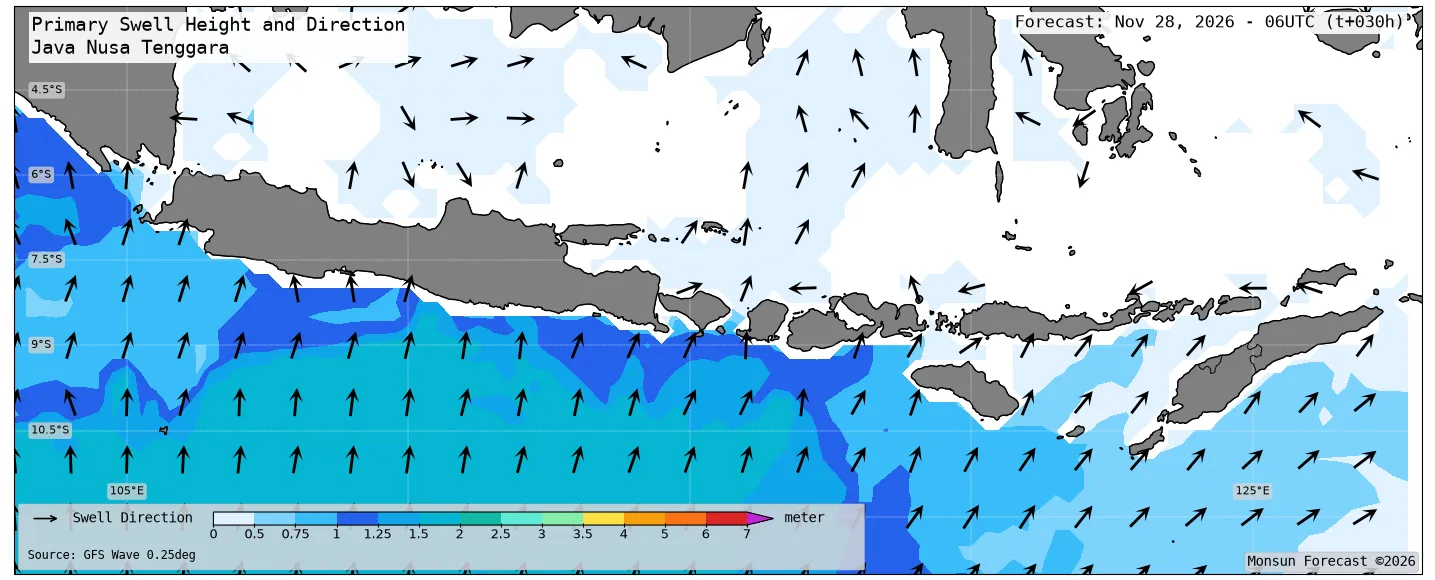 Primary Swell Height and Direction
Java Nusa Tenggara
Forecast: Nov 28, 2026 - 06UTC (t+030h)
4.5°S
6°S
7.5°S
9°S
10.5°S
105°E
125°E
Swell Direction
0 0.5 0.75 1 1.25 1.5 2 2.5 3 3.5 4 5 6 7
meter
Source: GFS Wave 0.25deg
Monsun Forecast ©2026